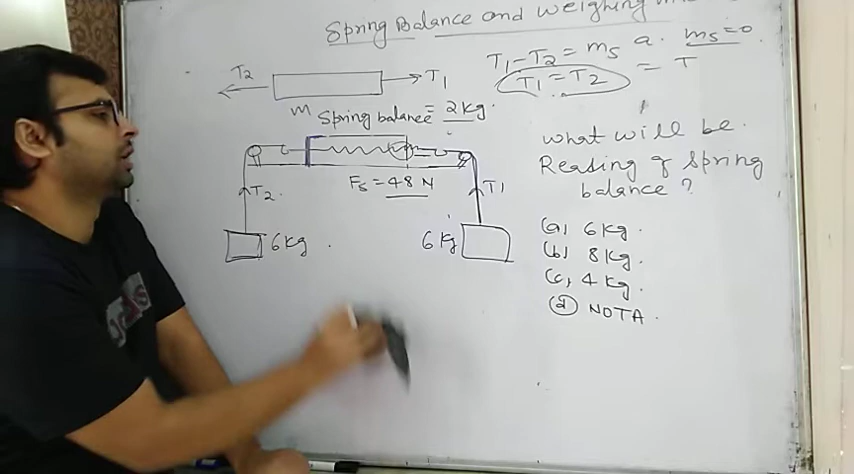 Spring Balance and Weighing
T1 - T2 = ms a. ms=0
T1 = T2 = T
T2
T1
m
Spring balance = 2kg.
Fs = 48 N
T2.
T1
6kg.
6kg
What will be.
Reading of Spring
balance ?
(a) 6kg.
(b) 8kg.
(c) 4kg.
(d) NOTA.